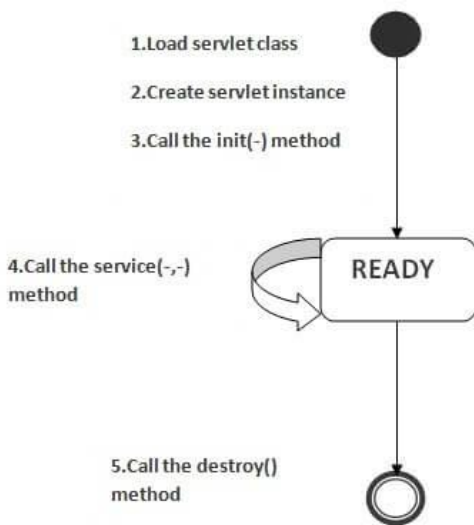 1.Load servlet class
2.Create servlet instance
3.Call the init(-) method
4.Call the service(-,-)
method
READY
5.Call the destroy()
method